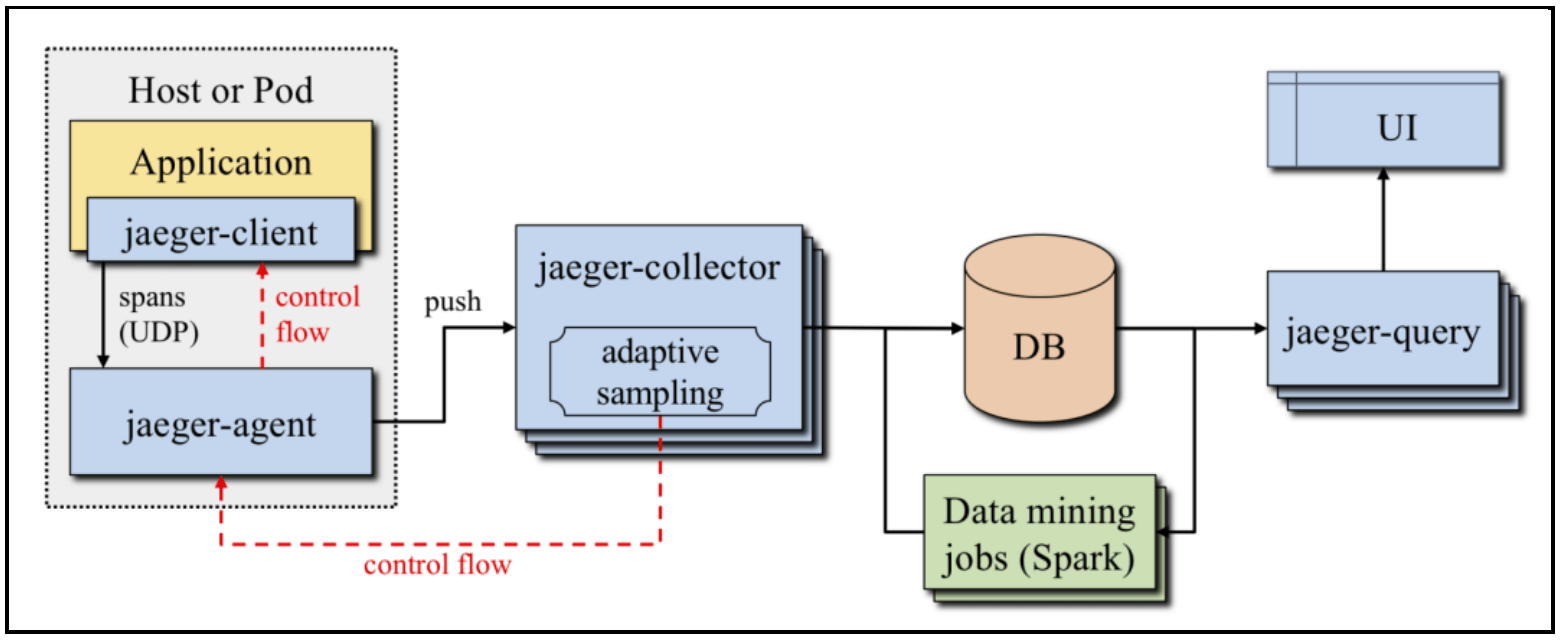 Host or Pod
Application
jaeger-client
spans
(UDP)
control
flow
jaeger-agent
push
jaeger-collector
adaptive
sampling
control flow
DB
Data mining
jobs (Spark)
jaeger-query
UI